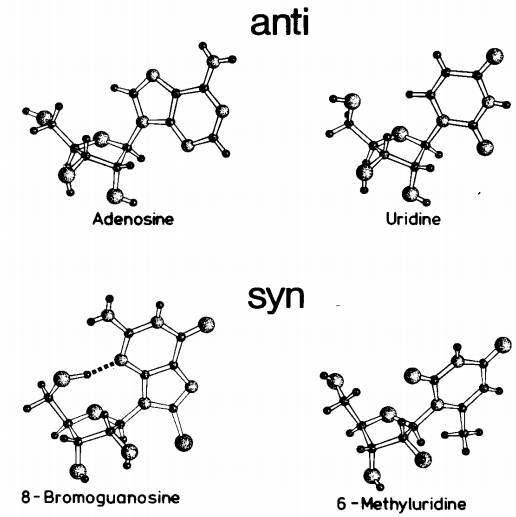 anti
Adenosine
Uridine
syn
8-Bromoguanosine
6-Methyluridine